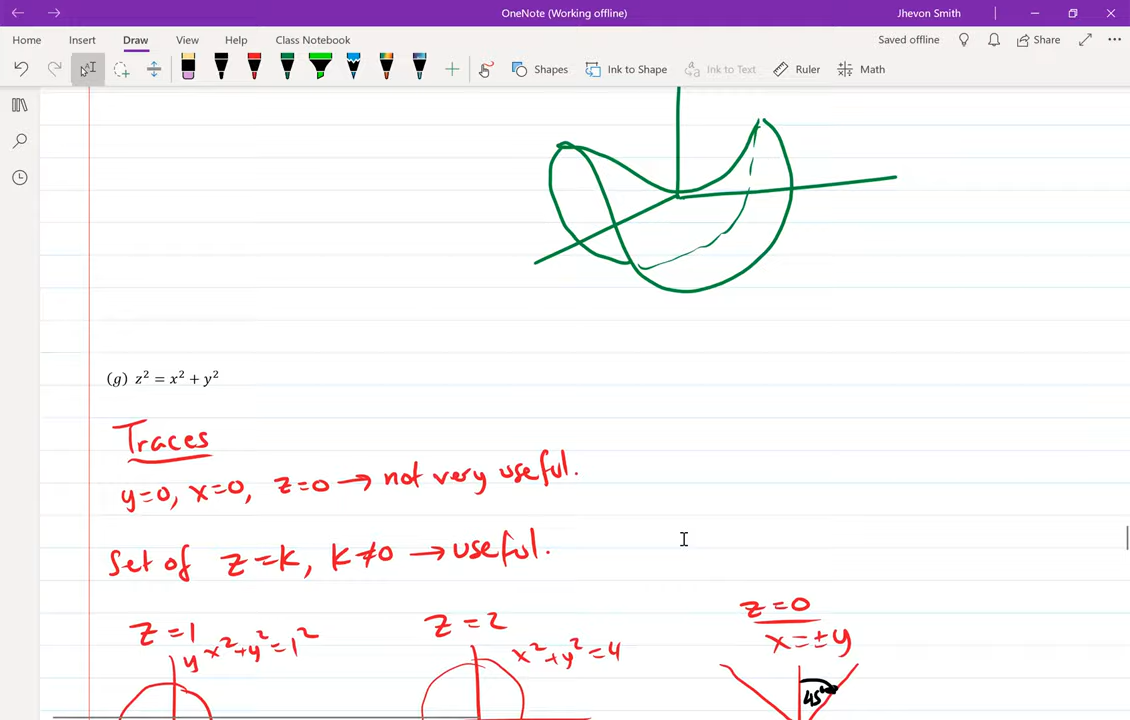 OneNote (Working offline)
Jhevon Smith
Home Insert Draw View Help Class Notebook
Saved offline
Share
Shapes
Ink to Shape
Ink to Text
Ruler
Math
(g) z² = x² + y²
Traces
y=0, x=0, z=0 → not very useful.
Set of z=k, k≠0 → useful.
z=1
x²+y²=1²
y
z=2
x²+y²=4
z=0
x=±y
45°